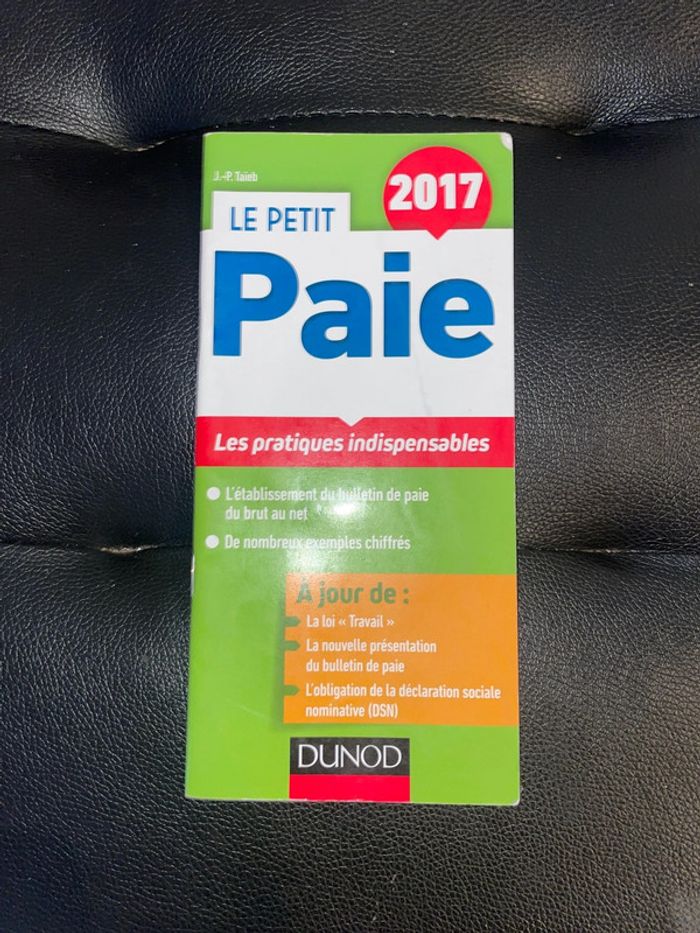 J.-P. Taïeb
2017
LE PETIT
Paie
Les pratiques indispensables
L'établissement du bulletin de paie
du brut au net
De nombreux exemples chiffrés
À jour de :
La loi « Travail »
La nouvelle présentation
du bulletin de paie
L'obligation de la déclaration sociale
nominative (DSN)
DUNOD